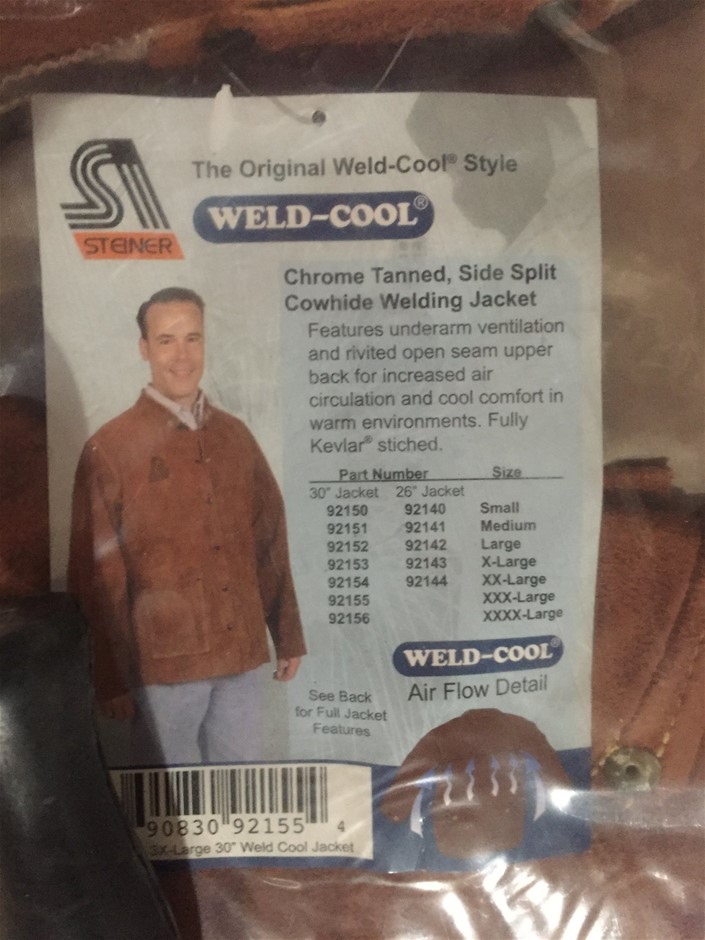 The Original Weld-Cool® Style
WELD-COOL®
STEINER
Chrome Tanned, Side Split
Cowhide Welding Jacket
Features underarm ventilation
and rivited open seam upper
back for increased air
circulation and cool comfort in
warm environments. Fully
Kevlar® stiched.
Part Number Size
30" Jacket 26" Jacket
92150 92140 Small
92151 92141 Medium
92152 92142 Large
92153 92143 X-Large
92154 92144 XX-Large
92155 XXX-Large
92156 XXXX-Large
WELD-COOL®
Air Flow Detail
See Back
for Full Jacket
Features
90830 92155 4
3X-Large 30" Weld Cool Jacket